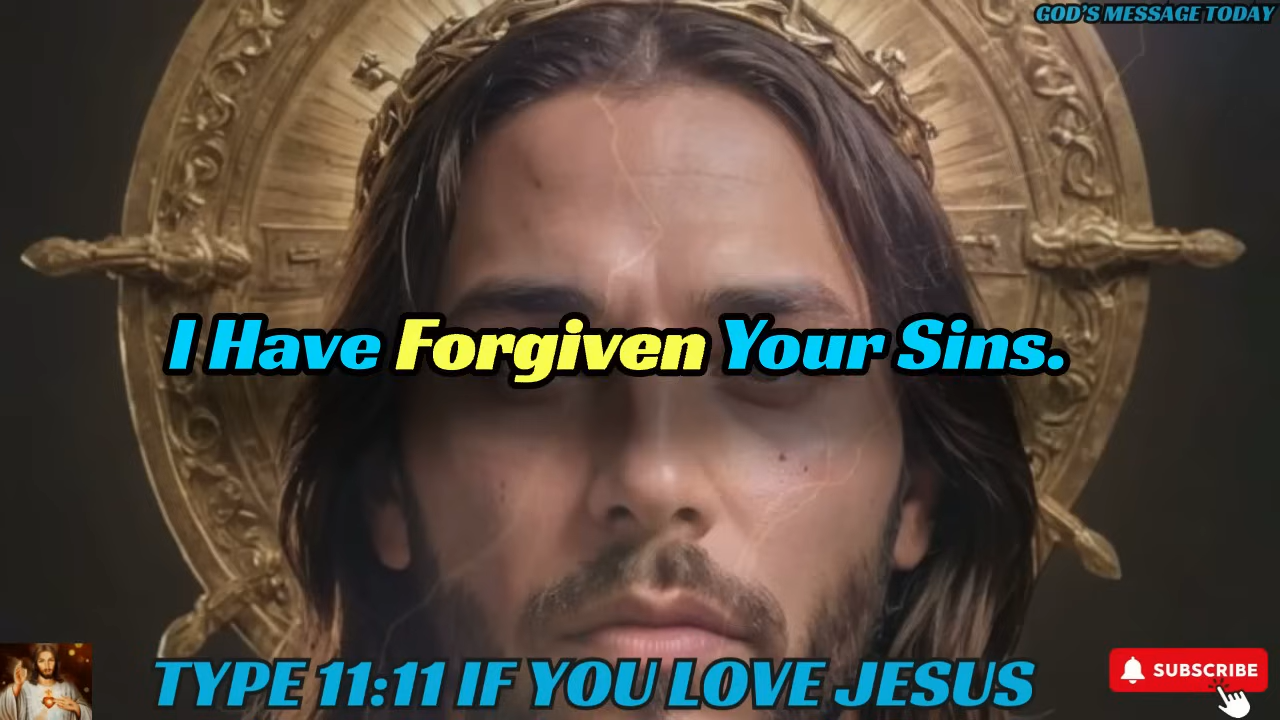 GOD'S MESSAGE TODAY
I Have Forgiven Your Sins.
TYPE 11:11 IF YOU LOVE JESUS
SUBSCRIBE